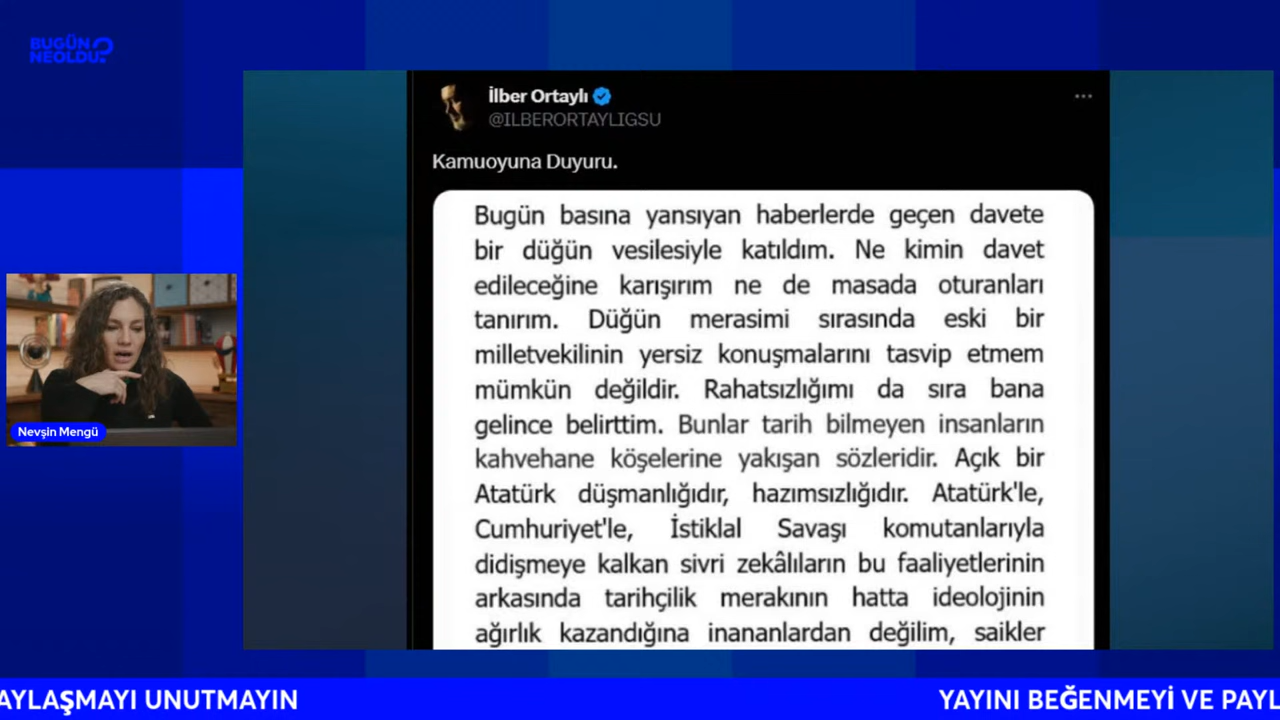 BUGÜN
NEOLDU?
İlber Ortaylı
@ILBERORTAYLIGSU
Kamuoyuna Duyuru.
Bugün basına yansıyan haberlerde geçen davete
bir düğün vesilesiyle katıldım. Ne kimin davet
edileceğine karışırım ne de masada oturanları
tanırım. Düğün merasimi sırasında eski bir
milletvekilinin yersiz konuşmalarını tasvip etmem
mümkün değildir. Rahatsızlığımı da sıra bana
gelince belirttim. Bunlar tarih bilmeyen insanların
kahvehane köşelerine yakışan sözleridir. Açık bir
Atatürk düşmanlığıdır, hazımsızlığıdır. Atatürk'le,
Cumhuriyet'le, İstiklal Savaşı komutanlarıyla
didişmeye kalkan sivri zekâlıların bu faaliyetlerinin
arkasında tarihçilik merakının hatta ideolojinin
ağırlık kazandığına inananlardan değilim, saikler
Nevşin Mengü
AYLAŞMAYI UNUTMAYIN
YAYINI BEĞENMEYİ VE PAYL